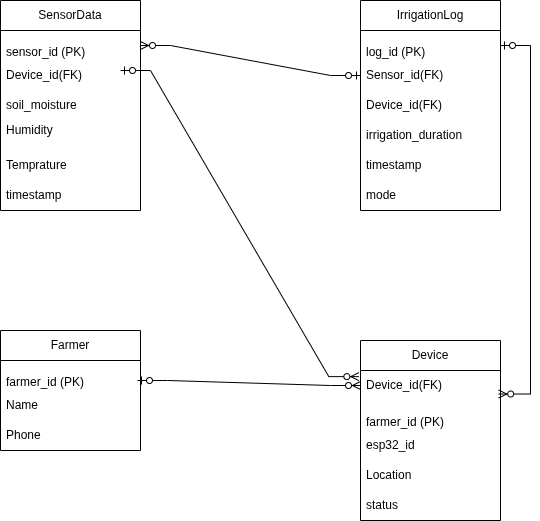 SensorData
sensor_id (PK)
Device_id(FK)
soil_moisture
Humidity
Temprature
timestamp
IrrigationLog
log_id (PK)
Sensor_id(FK)
Device_id(FK)
irrigation_duration
timestamp
mode
Farmer
farmer_id (PK)
Name
Phone
Device
Device_id(FK)
farmer_id (PK)
esp32_id
Location
status